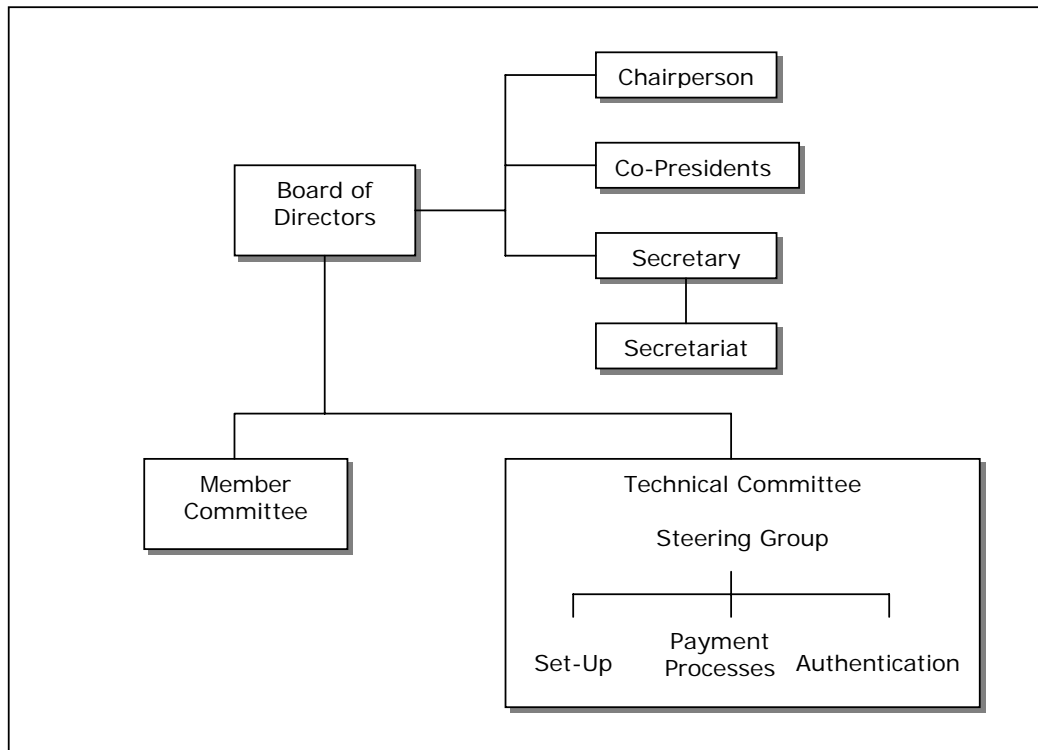 Chairperson
Co-Presidents
Board of
Directors
Secretary
Secretariat
Member
Committee
Technical Committee
Steering Group
Set-Up
Payment
Processes
Authentication